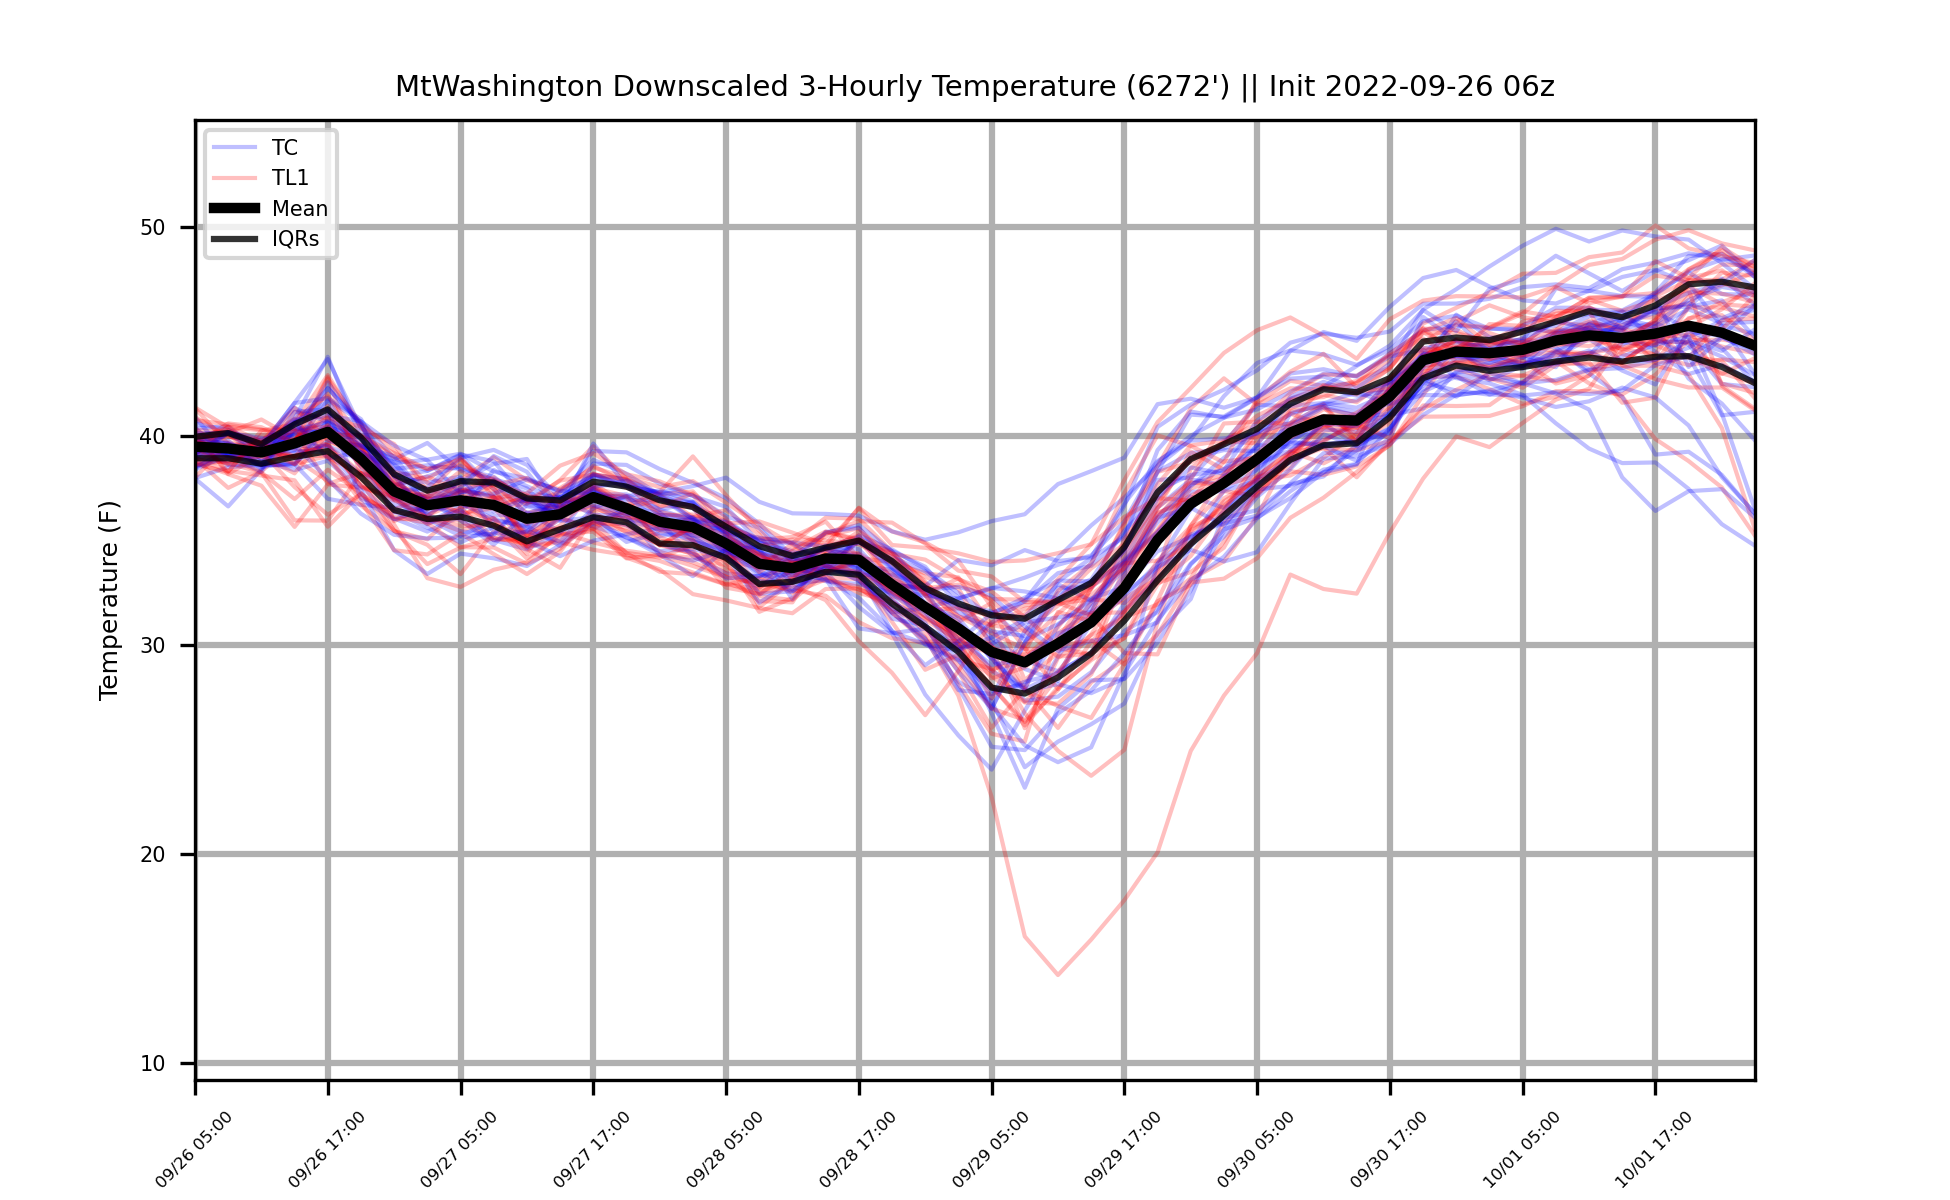 MtWashington Downscaled 3-Hourly Temperature (6272') || Init 2022-09-26 06z
TC
TL1
Mean
IQRs
Temperature (F)
50
40
30
20
10
09/26 05:00
09/26 17:00
09/27 05:00
09/27 17:00
09/28 05:00
09/28 17:00
09/29 05:00
09/29 17:00
09/30 05:00
09/30 17:00
10/01 05:00
10/01 17:00